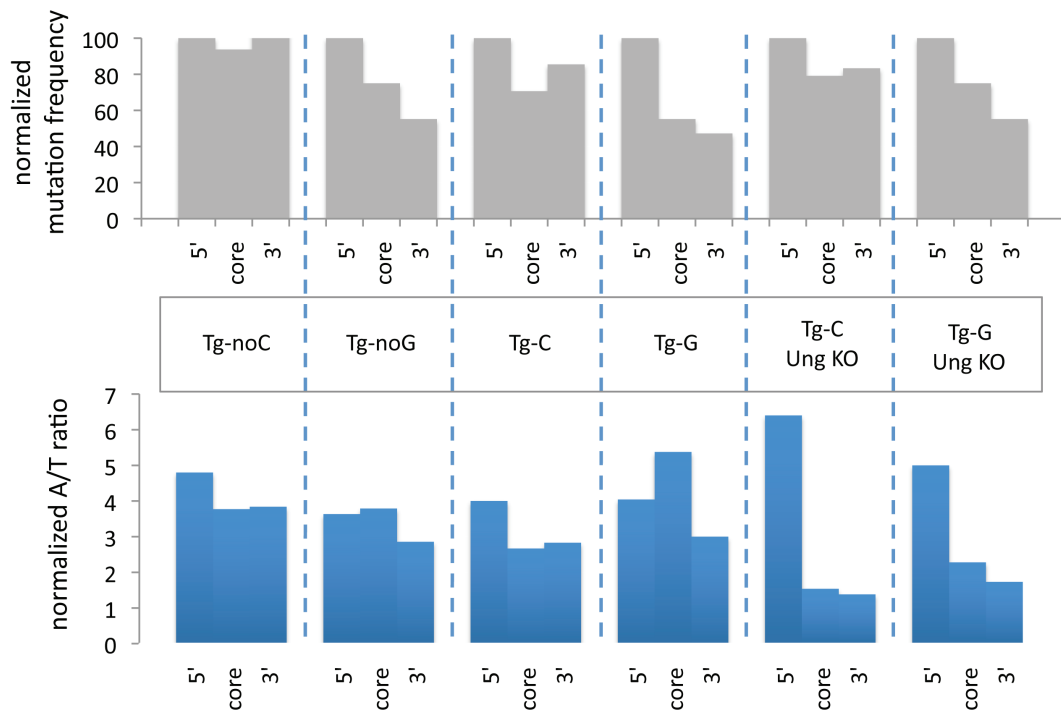 normalized
mutation frequency
100
80
60
40
20
0
5' core 3' 5' core 3' 5' core 3' 5' core 3' 5' core 3' 5' core 3'
Tg-noC Tg-noG Tg-C Tg-G Tg-C Tg-G
Ung KO Ung KO
normalized A/T ratio
7
6
5
4
3
2
1
0
5' core 3' 5' core 3' 5' core 3' 5' core 3' 5' core 3' 5' core 3'